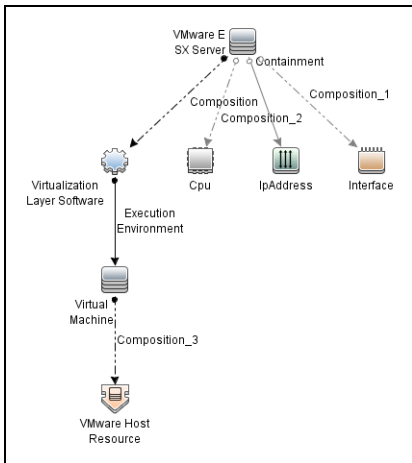 VMware E
SX Server
Containment
Composition
Composition_1
Composition_2
Virtualization
Layer Software
Cpu
IpAddress
Interface
Execution
Environment
Virtual
Machine
Composition_3
VMware Host
Resource